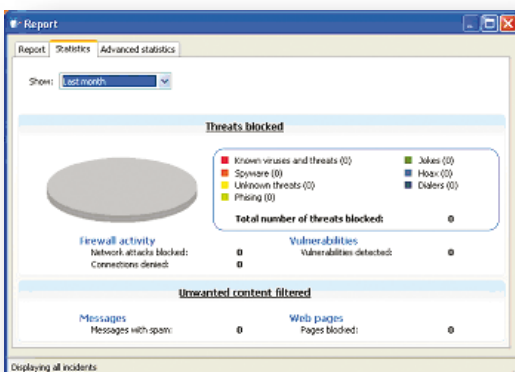 Report
Report Statistics Advanced statistics
Show: Last month
Threats blocked
Known viruses and threats (0) Jokes (0)
Spyware (0) Hoax (0)
Unknown threats (0) Dialers (0)
Phising (0)
Total number of threats blocked: 0
Firewall activity Vulnerabilities
Network attacks blocked: 0 Vulnerabilities detected: 0
Connections denied: 0
Unwanted content filtered
Messages Web pages
Messages with spam: 0 Pages blocked: 0
Displaying all incidents